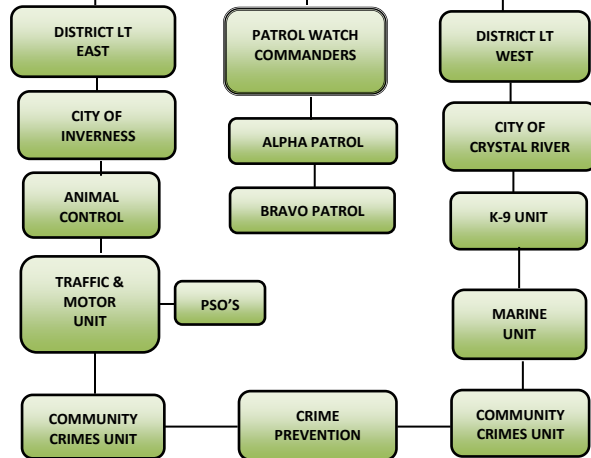 DISTRICT LT
EAST
PATROL WATCH
COMMANDERS
DISTRICT LT
WEST
CITY OF
INVERNESS
ALPHA PATROL
CITY OF
CRYSTAL RIVER
ANIMAL
CONTROL
BRAVO PATROL
K-9 UNIT
TRAFFIC &
MOTOR
UNIT
PSO'S
MARINE
UNIT
COMMUNITY
CRIMES UNIT
CRIME
PREVENTION
COMMUNITY
CRIMES UNIT